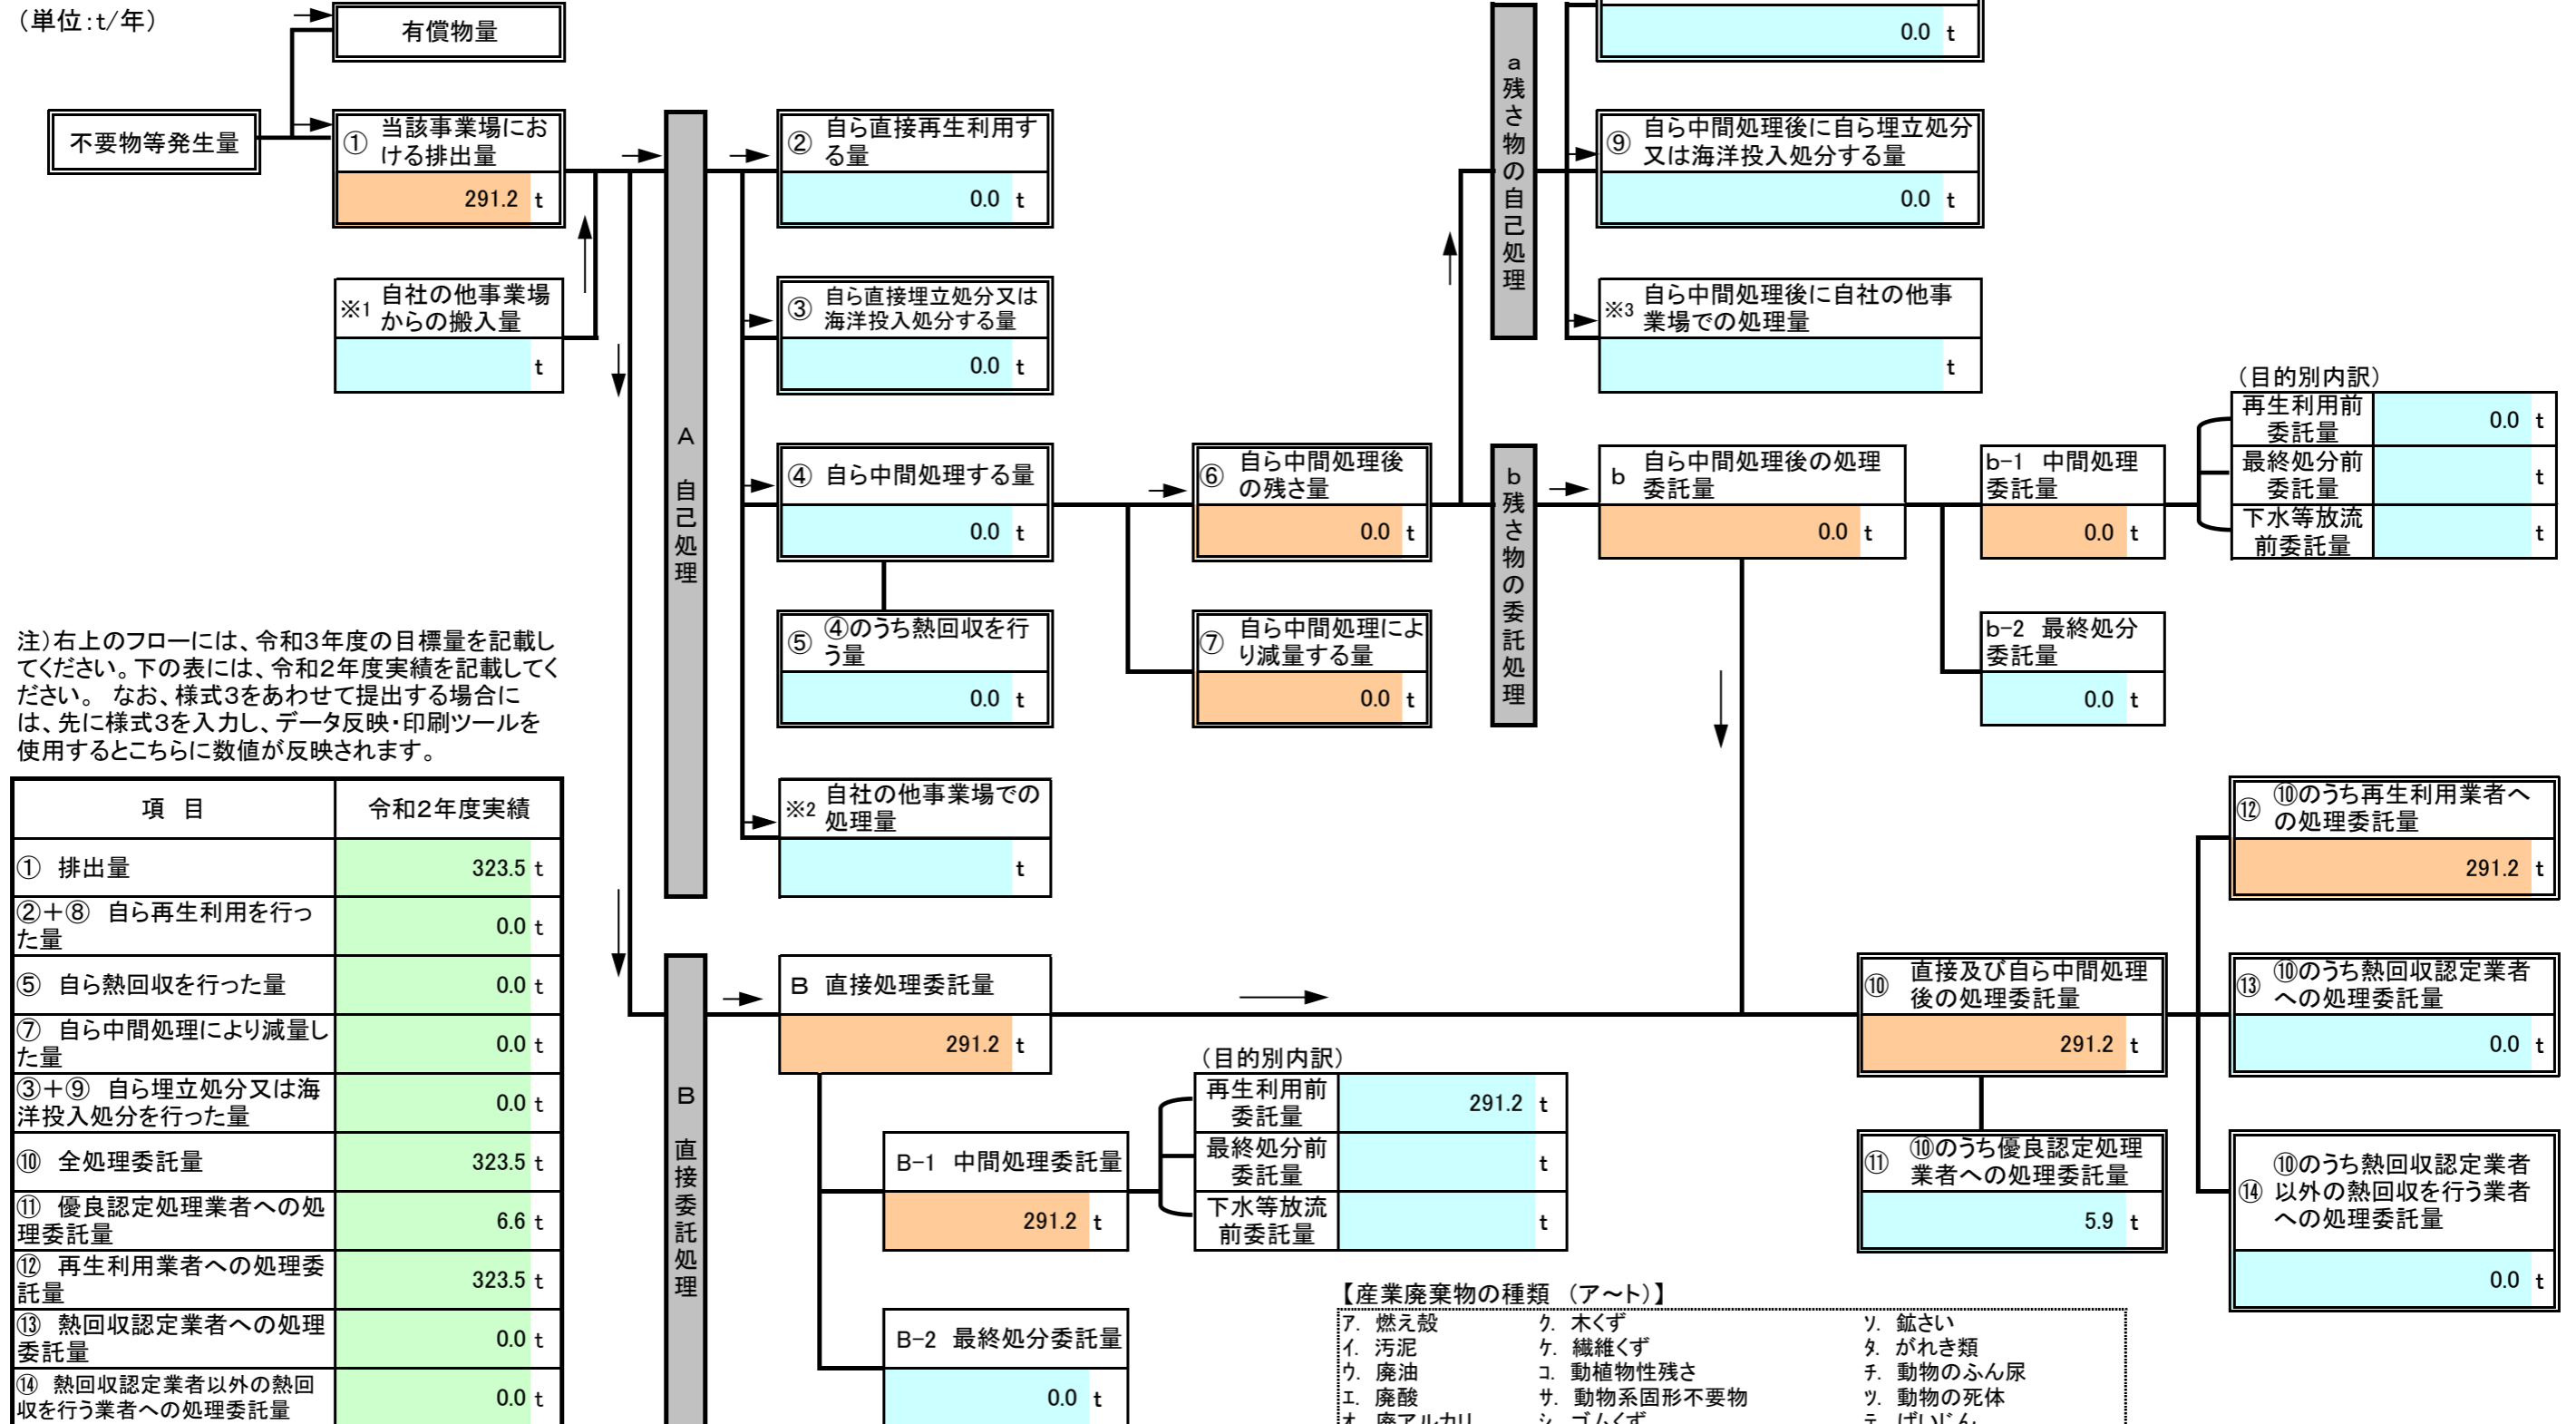 （単位：t/年）
有償物量
不要物等発生量
① 当該事業場にお
ける排出量
291.2 t
※1 自社の他事業場
からの搬入量
t
A 自己処理
② 自ら直接再生利用す
る量
0.0 t
③ 自ら直接埋立処分又は
海洋投入処分する量
0.0 t
④ 自ら中間処理する量
0.0 t
⑤ ④のうち熱回収を行
う量
0.0 t
※2 自社の他事業場での
処理量
t
⑥ 自ら中間処理後
の残さ量
0.0 t
⑦ 自ら中間処理によ
り減量する量
0.0 t
a残さ物の自己処理
0.0 t
⑨ 自ら中間処理後に自ら埋立処分
又は海洋投入処分する量
0.0 t
※3 自ら中間処理後に自社の他事
業場での処理量
t
b残さ物の委託処理
b 自ら中間処理後の処理
委託量
0.0 t
b-1 中間処理
委託量
0.0 t
（目的別内訳）
再生利用前
委託量
0.0 t
最終処分前
委託量
t
下水等放流
前委託量
t
b-2 最終処分
委託量
0.0 t
注）右上のフローには、令和３年度の目標量を記載し
てください。下の表には、令和２年度実績を記載してく
ださい。 なお、様式３をあわせて提出する場合に
は、先に様式３を入力し、データ反映・印刷ツールを
使用するとこちらに数値が反映されます。
項 目 令和２年度実績
① 排出量 323.5 t
②＋⑧ 自ら再生利用を行っ
た量 0.0 t
⑤ 自ら熱回収を行った量 0.0 t
⑦ 自ら中間処理により減量し
た量 0.0 t
③＋⑨ 自ら埋立処分又は海
洋投入処分を行った量 0.0 t
⑩ 全処理委託量 323.5 t
⑪ 優良認定処理業者への処
理委託量 6.6 t
⑫ 再生利用業者への処理委
託量 323.5 t
⑬ 熱回収認定業者への処理
委託量 0.0 t
⑭ 熱回収認定業者以外の熱回
収を行う業者への処理委託量 0.0 t
B 直接委託処理
B 直接処理委託量
291.2 t
B-1 中間処理委託量
291.2 t
（目的別内訳）
再生利用前
委託量
291.2 t
最終処分前
委託量
t
下水等放流
前委託量
t
B-2 最終処分委託量
0.0 t
⑩ 直接及び自ら中間処理
後の処理委託量
291.2 t
⑪ ⑩のうち優良認定処理
業者への処理委託量
5.9 t
⑫ ⑩のうち再生利用業者へ
の処理委託量
291.2 t
⑬ ⑩のうち熱回収認定業者
への処理委託量
0.0 t
⑭ ⑩のうち熱回収認定業者
以外の熱回収を行う業者
への処理委託量
0.0 t
【産業廃棄物の種類 （ア～ト）】
ｱ. 燃え殻 ｸ. 木くず ｿ. 鉱さい
ｲ. 汚泥 ｹ. 繊維くず ﾀ. がれき類
ｳ. 廃油 ｺ. 動植物性残さ ﾁ. 動物のふん尿
ｴ. 廃酸 ｻ. 動物系固形不要物 ﾂ. 動物の死体
ｵ. 廃アルカリ ｼ. ゴムくず ﾃ. ばいじん